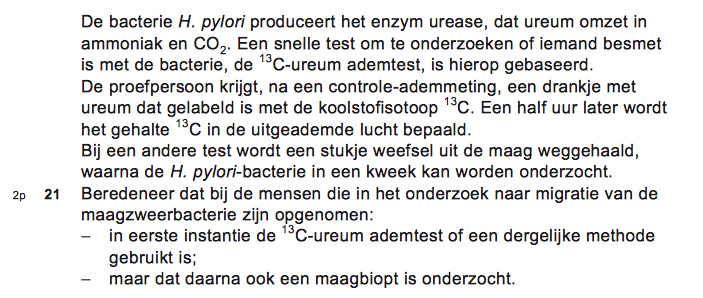 De bacterie H. pylori produceert het enzym urease, dat ureum omzet in
ammoniak en CO₂. Een snelle test om te onderzoeken of iemand besmet
is met de bacterie, de ¹³C-ureum ademtest, is hierop gebaseerd.
De proefpersoon krijgt, na een controle-ademmeting, een drankje met
ureum dat gelabeld is met de koolstofisotoop ¹³C. Een half uur later wordt
het gehalte ¹³C in de uitgeademde lucht bepaald.
Bij een andere test wordt een stukje weefsel uit de maag weggehaald,
waarna de H. pylori-bacterie in een kweek kan worden onderzocht.
2p 21 Beredeneer dat bij de mensen die in het onderzoek naar migratie van de
maagzweerbacterie zijn opgenomen:
– in eerste instantie de ¹³C-ureum ademtest of een dergelijke methode
gebruikt is;
– maar dat daarna ook een maagbiopt is onderzocht.